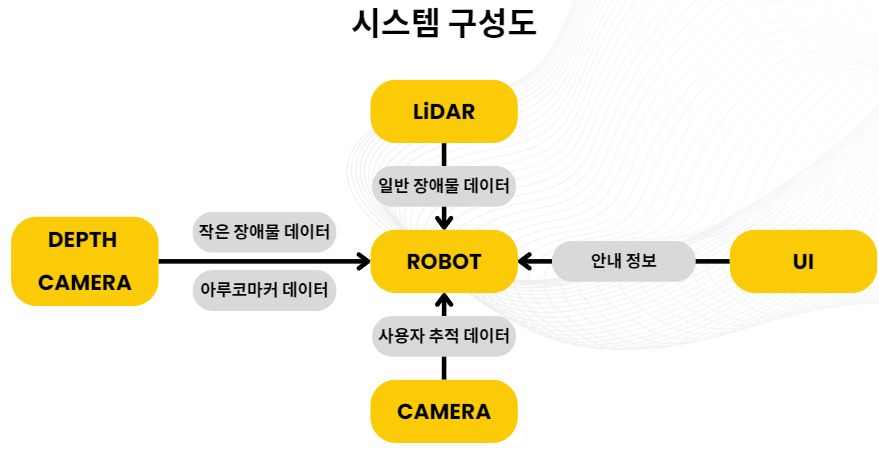 시스템 구성도
LiDAR
일반 장애물 데이터
DEPTH
CAMERA
작은 장애물 데이터
아루코마커 데이터
ROBOT
안내 정보
UI
사용자 추적 데이터
CAMERA